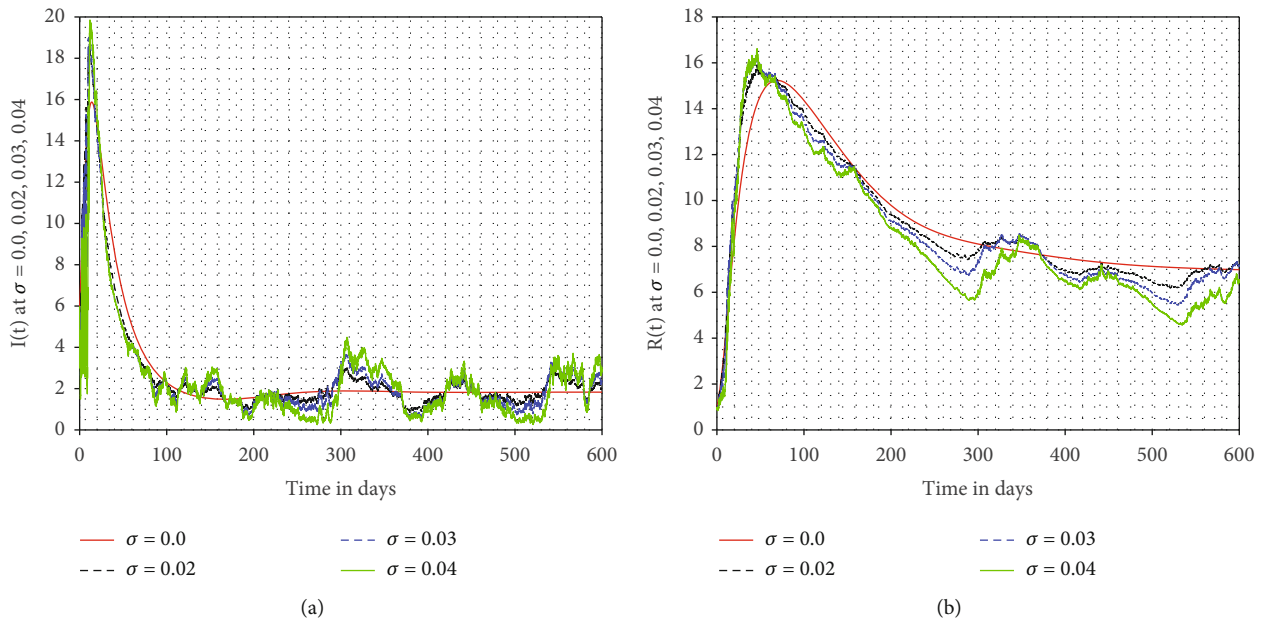 I(t) at σ = 0.0, 0.02, 0.03, 0.04
20
18
16
14
12
10
8
6
4
2
0
0 100 200 300 400 500 600
Time in days
σ = 0.0
σ = 0.02
σ = 0.03
σ = 0.04
(a)
R(t) at σ = 0.0, 0.02, 0.03, 0.04
18
16
14
12
10
8
6
4
2
0
0 100 200 300 400 500 600
Time in days
σ = 0.0
σ = 0.02
σ = 0.03
σ = 0.04
(b)